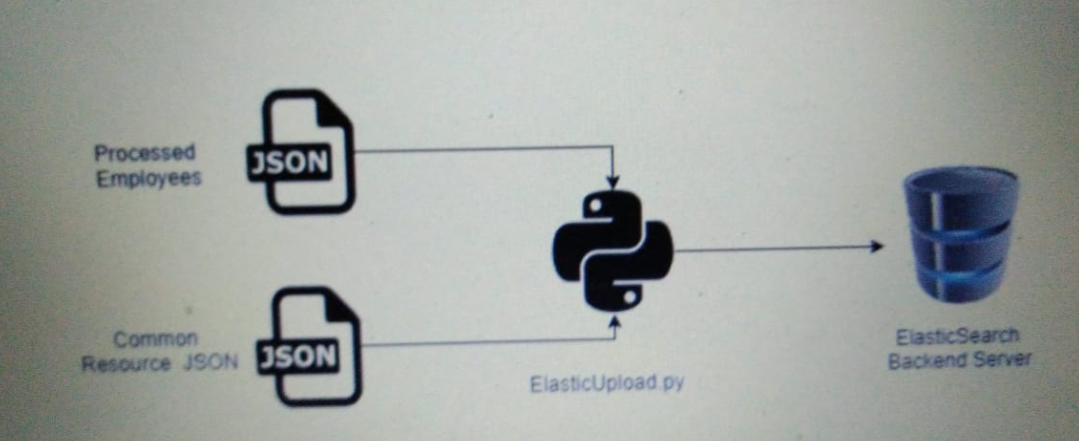 Processed
Employees
JSON
Common
Resource JSON
JSON
ElasticUpload.py
ElasticSearch
Backend Server